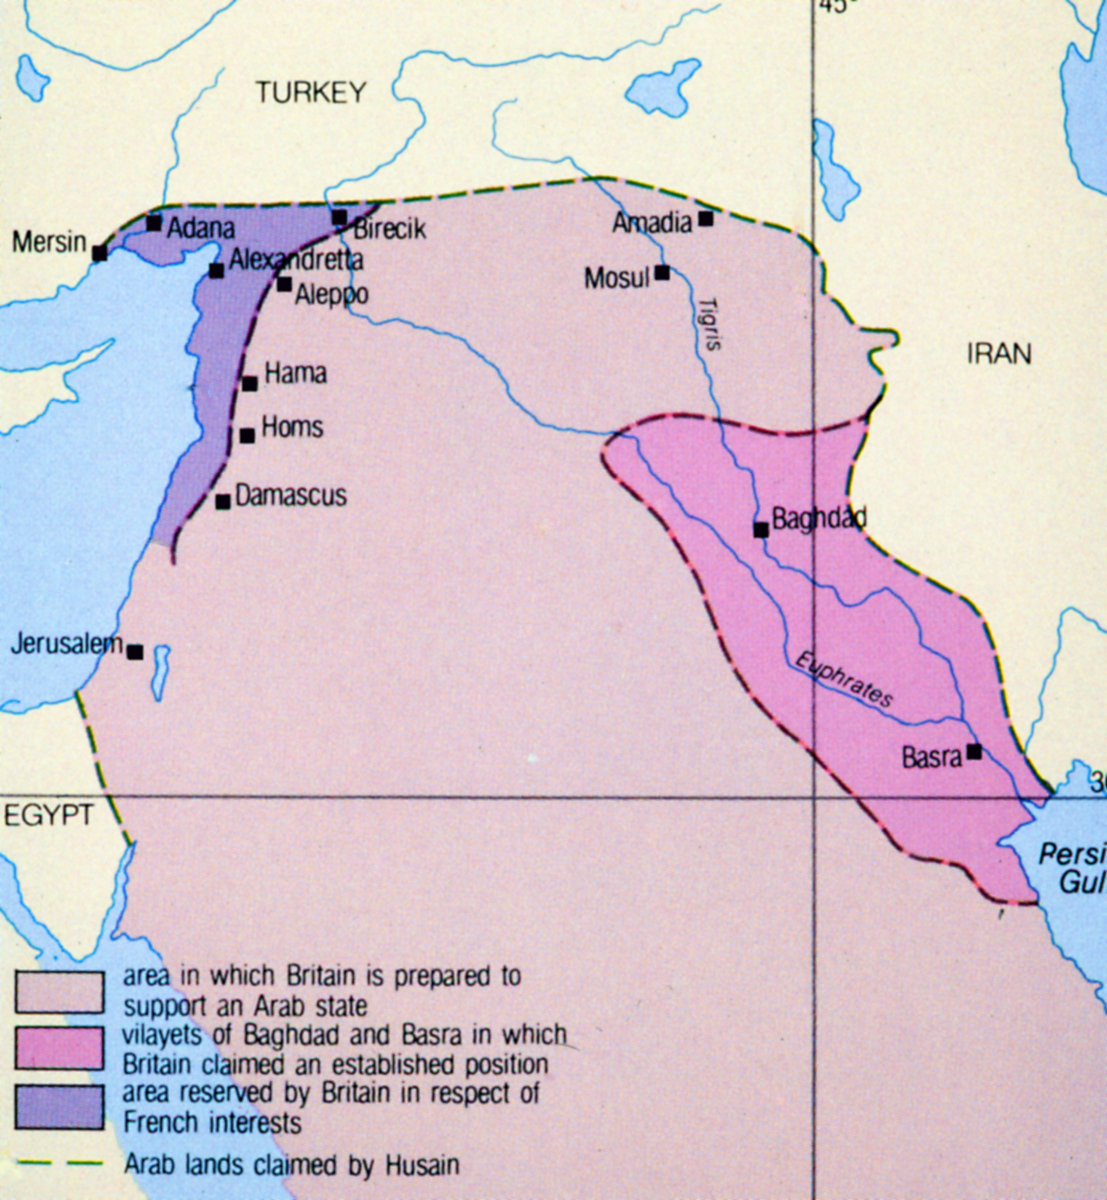 45°
TURKEY
Mersin
Adana
Birecik
Amadia
Alexandretta
Aleppo
Mosul
Tigris
IRAN
Hama
Homs
Damascus
Baghdad
Jerusalem
Euphrates
Basra
EGYPT
Persi
Gul
area in which Britain is prepared to
support an Arab state
vilayets of Baghdad and Basra in which
Britain claimed an established position
area reserved by Britain in respect of
French interests
Arab lands claimed by Husain